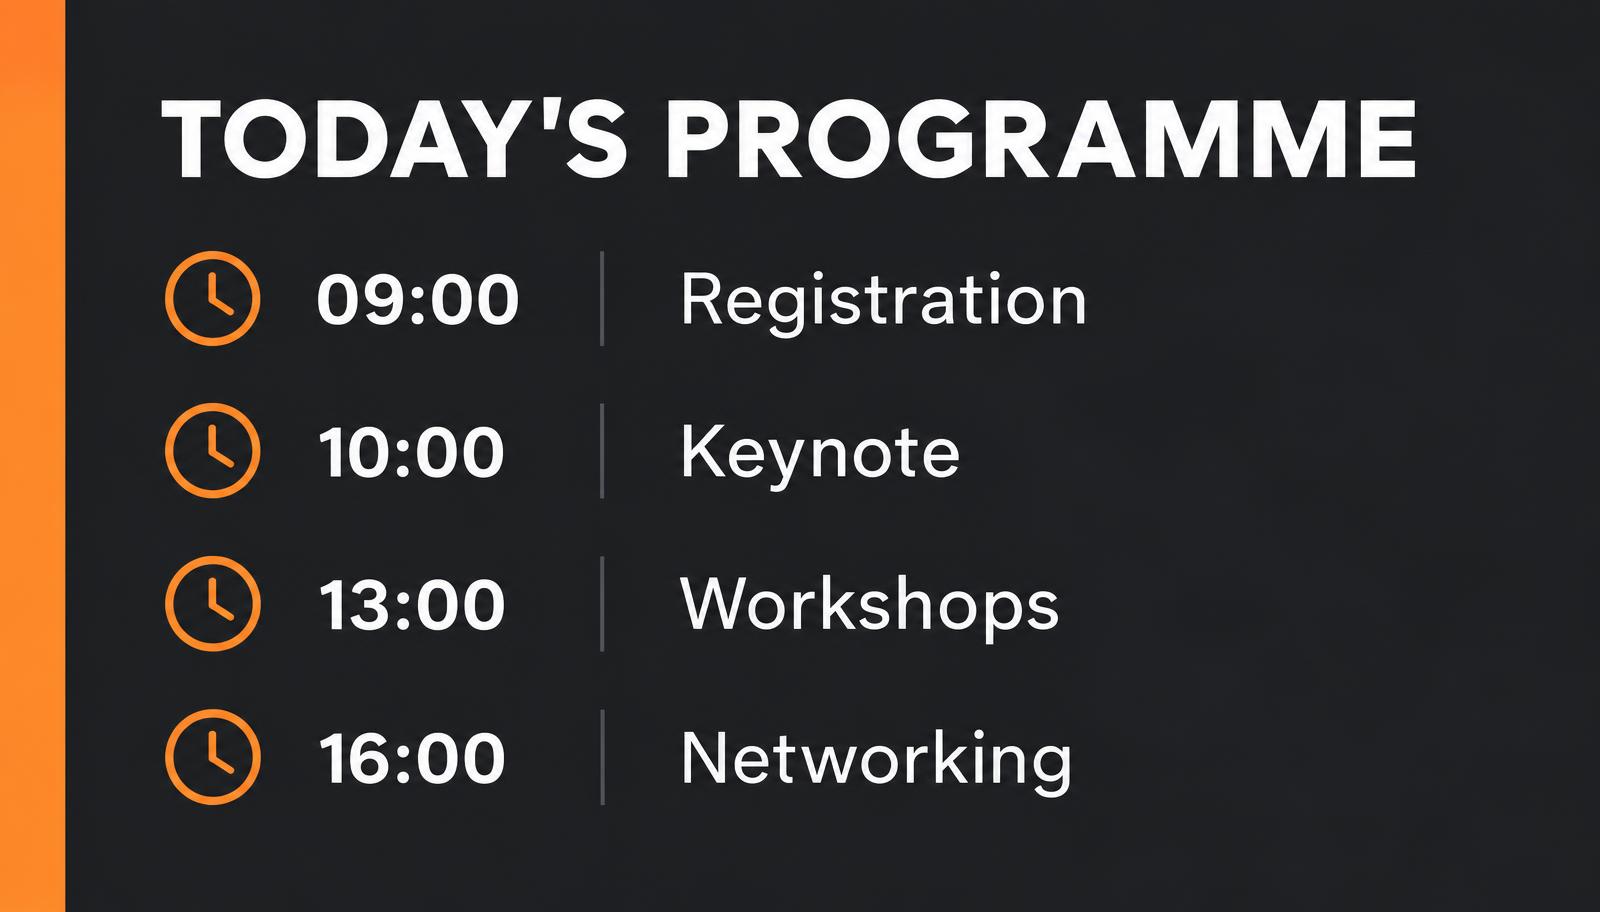 TODAY'S PROGRAMME
09:00 Registration
10:00 Keynote
13:00 Workshops
16:00 Networking